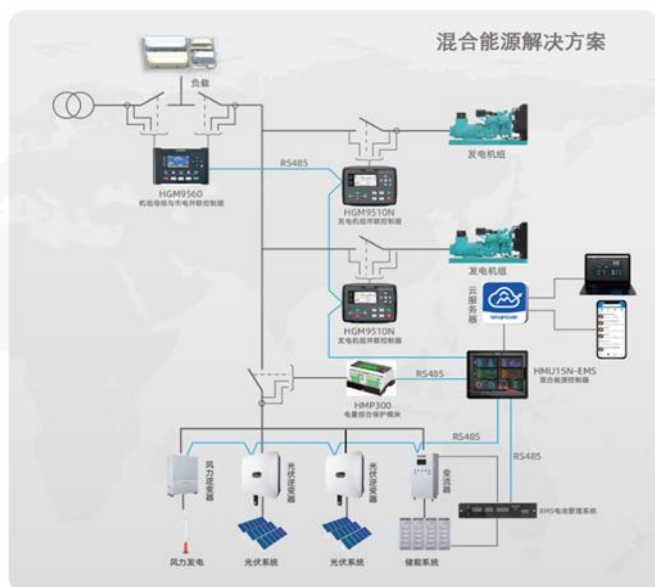 混合能源解决方案
负载
发电机组
RS485
HGM9560
机组母排与市电并联控制器
HGM9510N
发电机组并联控制器
发电机组
云服务器
HGM9510N
发电机组并联控制器
HMU15N-EMS
混合能源控制器
RS485
HMP300
电量综合保护模块
RS485
RS485
风力逆变器
光伏逆变器
光伏逆变器
变流器
BMS电池管理系统
风力发电
光伏系统
光伏系统
储能系统